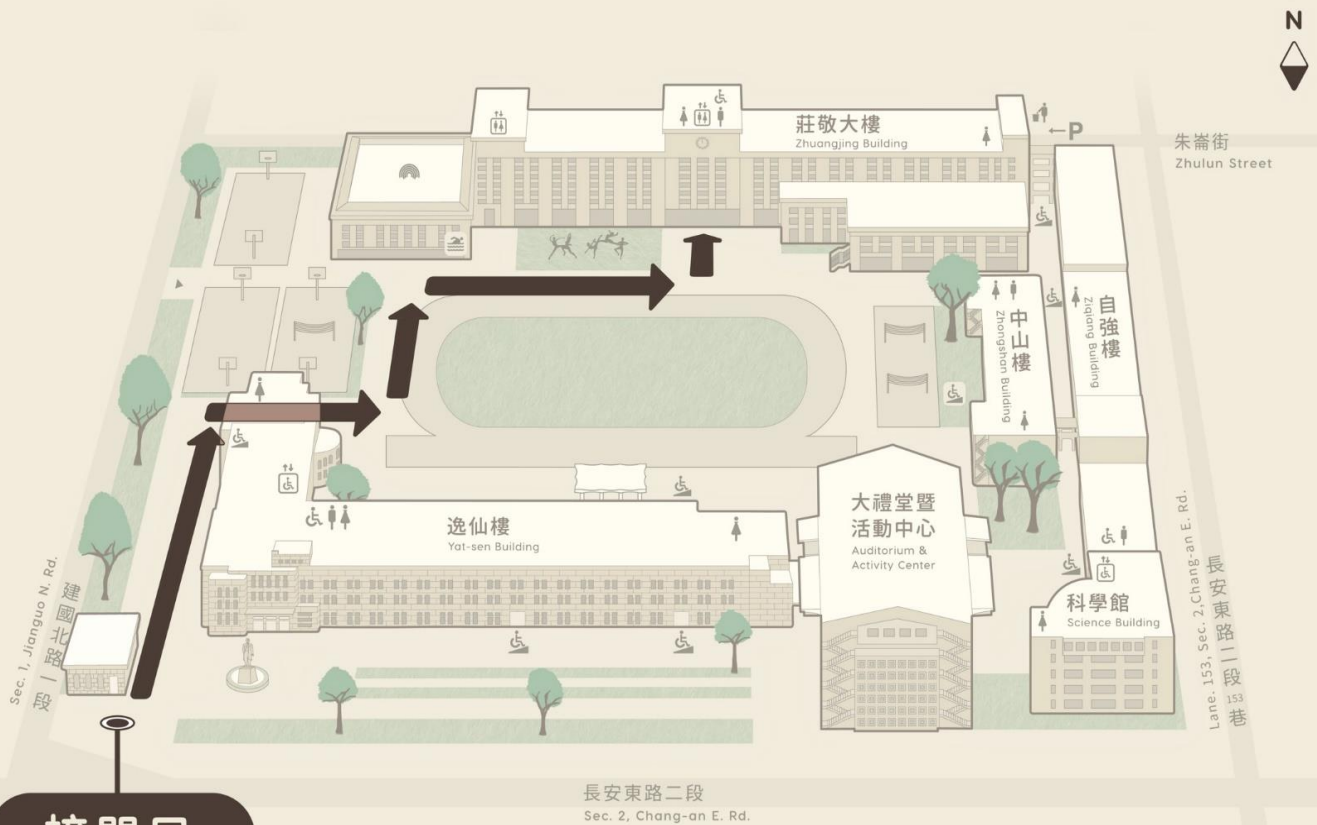 N
莊敬大樓
Zhuangjing Building
←P
朱崙街
Zhulun Street
中山樓
Zhongshan Building
自強樓
Ziqiang Building
逸仙樓
Yat-sen Building
大禮堂暨
活動中心
Auditorium &
Activity Center
科學館
Science Building
Sec. 1, Jianguo N. Rd.
建國北路一段
Lane. 153, Sec. 2,Chang-an E. Rd.
長安東路二段153巷
長安東路二段
Sec. 2, Chang-an E. Rd.